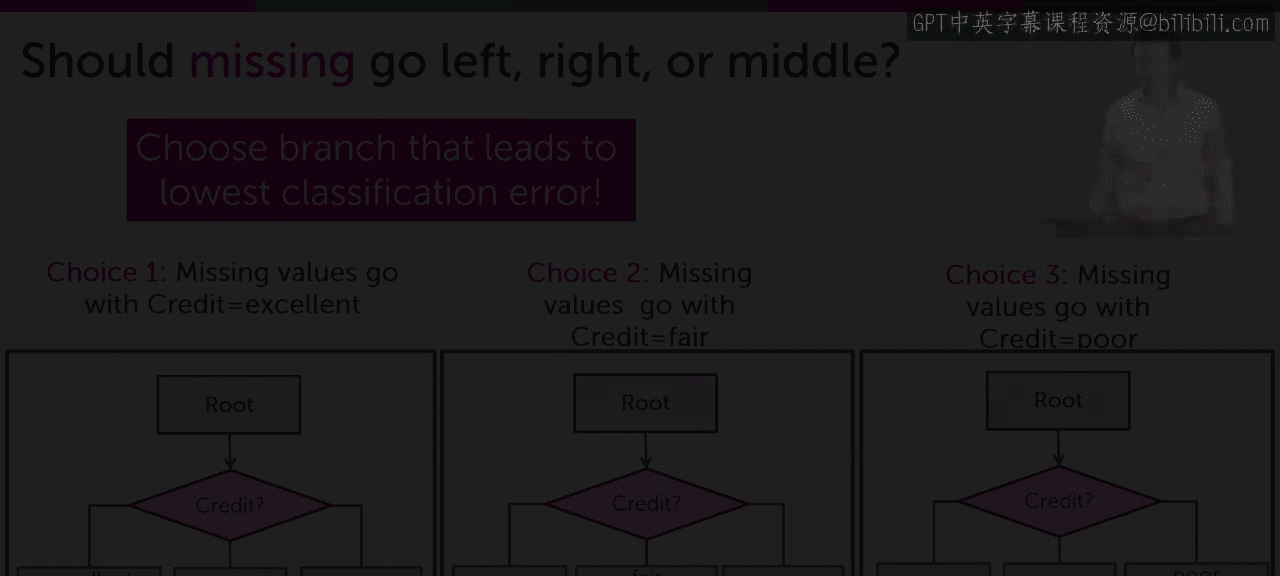 GPT中英字幕课程资源@bilibili.com
Should missing go left, right, or middle?
Choose branch that leads to
lowest classification error!
Choice 1: Missing values go
with Credit=excellent
Choice 2: Missing
values go with
Credit=fair
Choice 3: Missing
values go with
Credit=poor
Root
Credit?
Root
Credit?
fair
Root
Credit?
poor